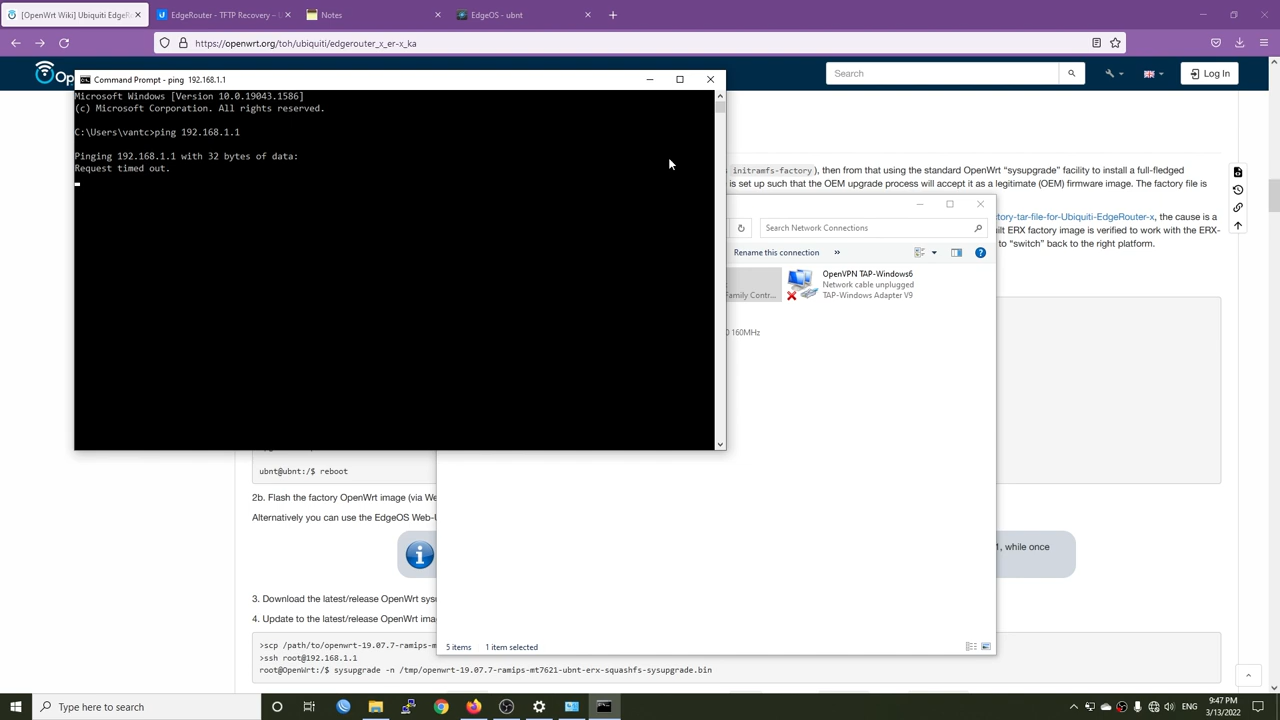 [OpenWrt Wiki] Ubiquiti EdgeR
EdgeRouter - TFTP Recovery – U
Notes
EdgeOS - ubnt
https://openwrt.org/toh/ubiquiti/edgerouter_x_er-x_ka
Search
Log In
Command Prompt - ping 192.168.1.1
Microsoft Windows [Version 10.0.19043.1586]
(c) Microsoft Corporation. All rights reserved.
C:\Users\vantc>ping 192.168.1.1
Pinging 192.168.1.1 with 32 bytes of data:
Request timed out.
initramfs-factory ), then from that using the standard OpenWrt “sysupgrade” facility to install a full-fledged
is set up such that the OEM upgrade process will accept it as a legitimate (OEM) firmware image. The factory file is
ctory-tar-file-for-Ubiquiti-EdgeRouter-x, the cause is a
uilt ERX factory image is verified to work with the ERX-
to “switch” back to the right platform.
Search Network Connections
Rename this connection »
Family Contr...
OpenVPN TAP-Windows6
Network cable unplugged
TAP-Windows Adapter V9
0 160MHz
ubnt@ubnt:/$ reboot
2b. Flash the factory OpenWrt image (via We
Alternatively you can use the EdgeOS Web-U
1, while once
3. Download the latest/release OpenWrt sys
4. Update to the latest/release OpenWrt ima
5 items 1 item selected
>scp /path/to/openwrt-19.07.7-ramips-mt
>ssh root@192.168.1.1
root@OpenWrt:/$ sysupgrade -n /tmp/openwrt-19.07.7-ramips-mt7621-ubnt-erx-squashfs-sysupgrade.bin
Type here to search
ENG
9:47 PM
3/13/2022